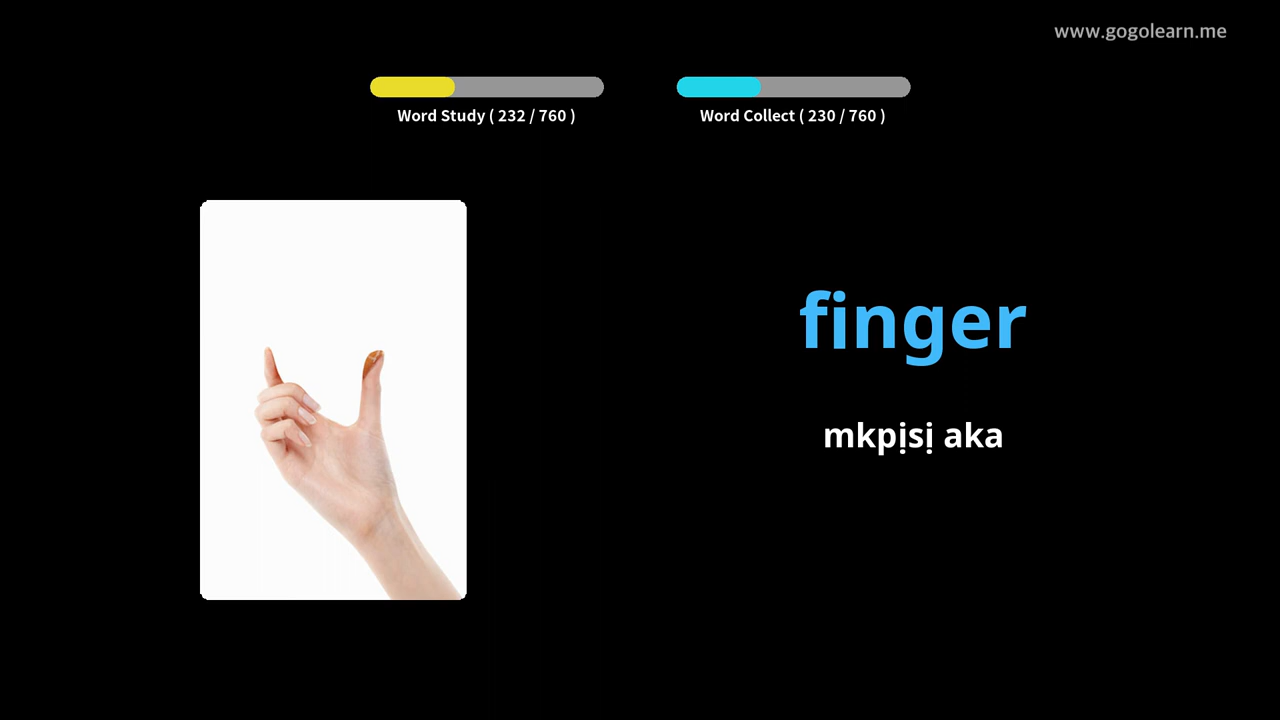 www.gogolearn.me
Word Study ( 232 / 760 )
Word Collect ( 230 / 760 )
finger
mkpịsị aka